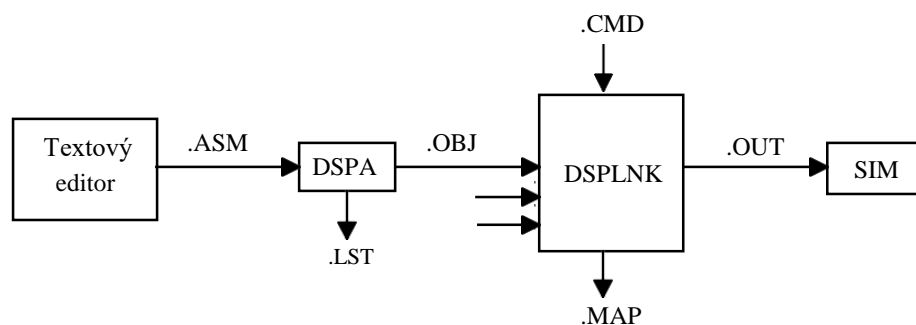 .CMD
Textový
editor
.ASM
DSPA
.OBJ
DSPLNK
.OUT
SIM
.LST
.MAP